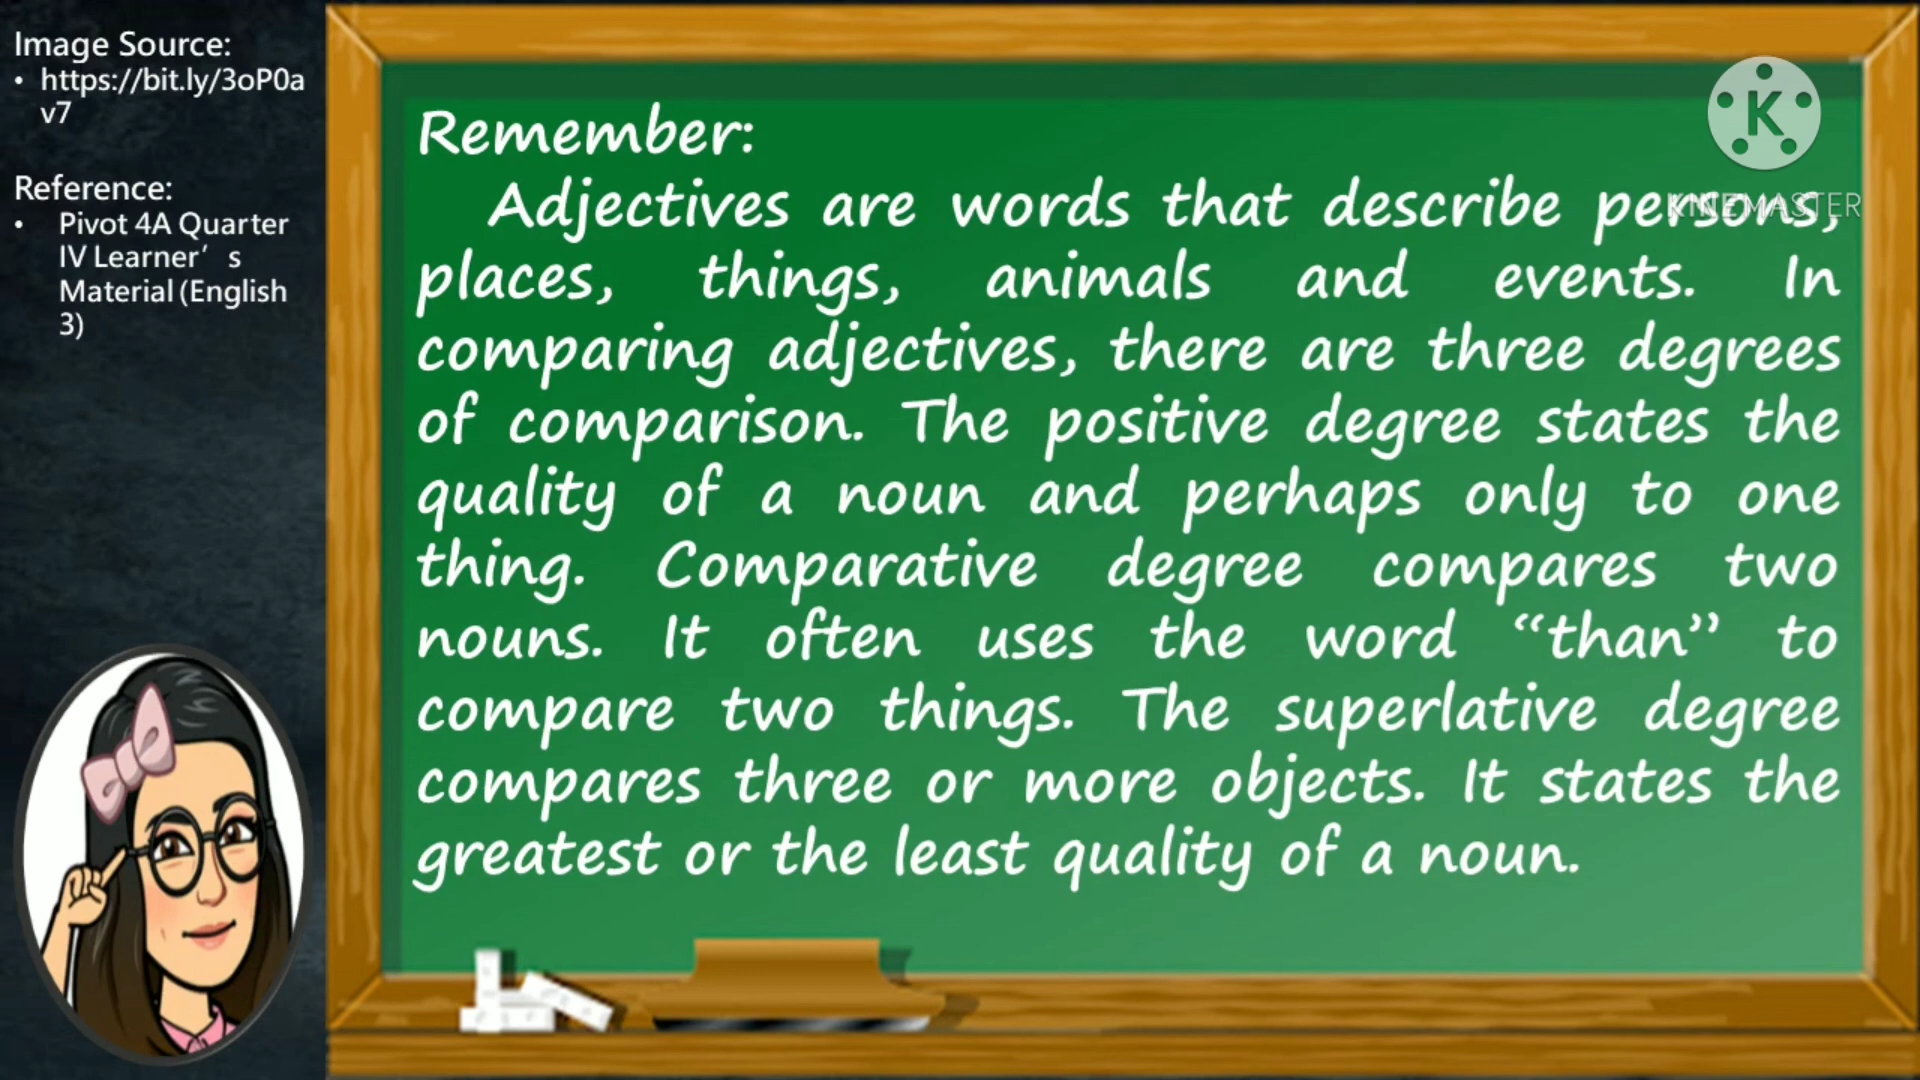 Image Source:
• https://bit.ly/3oP0a
v7
Reference:
• Pivot 4A Quarter
IV Learner’s
Material (English
3)
Remember:
Adjectives are words that describe persons,
places, things, animals and events. In
comparing adjectives, there are three degrees
of comparison. The positive degree states the
quality of a noun and perhaps only to one
thing. Comparative degree compares two
nouns. It often uses the word “than” to
compare two things. The superlative degree
compares three or more objects. It states the
greatest or the least quality of a noun.
K
KINEMASTER